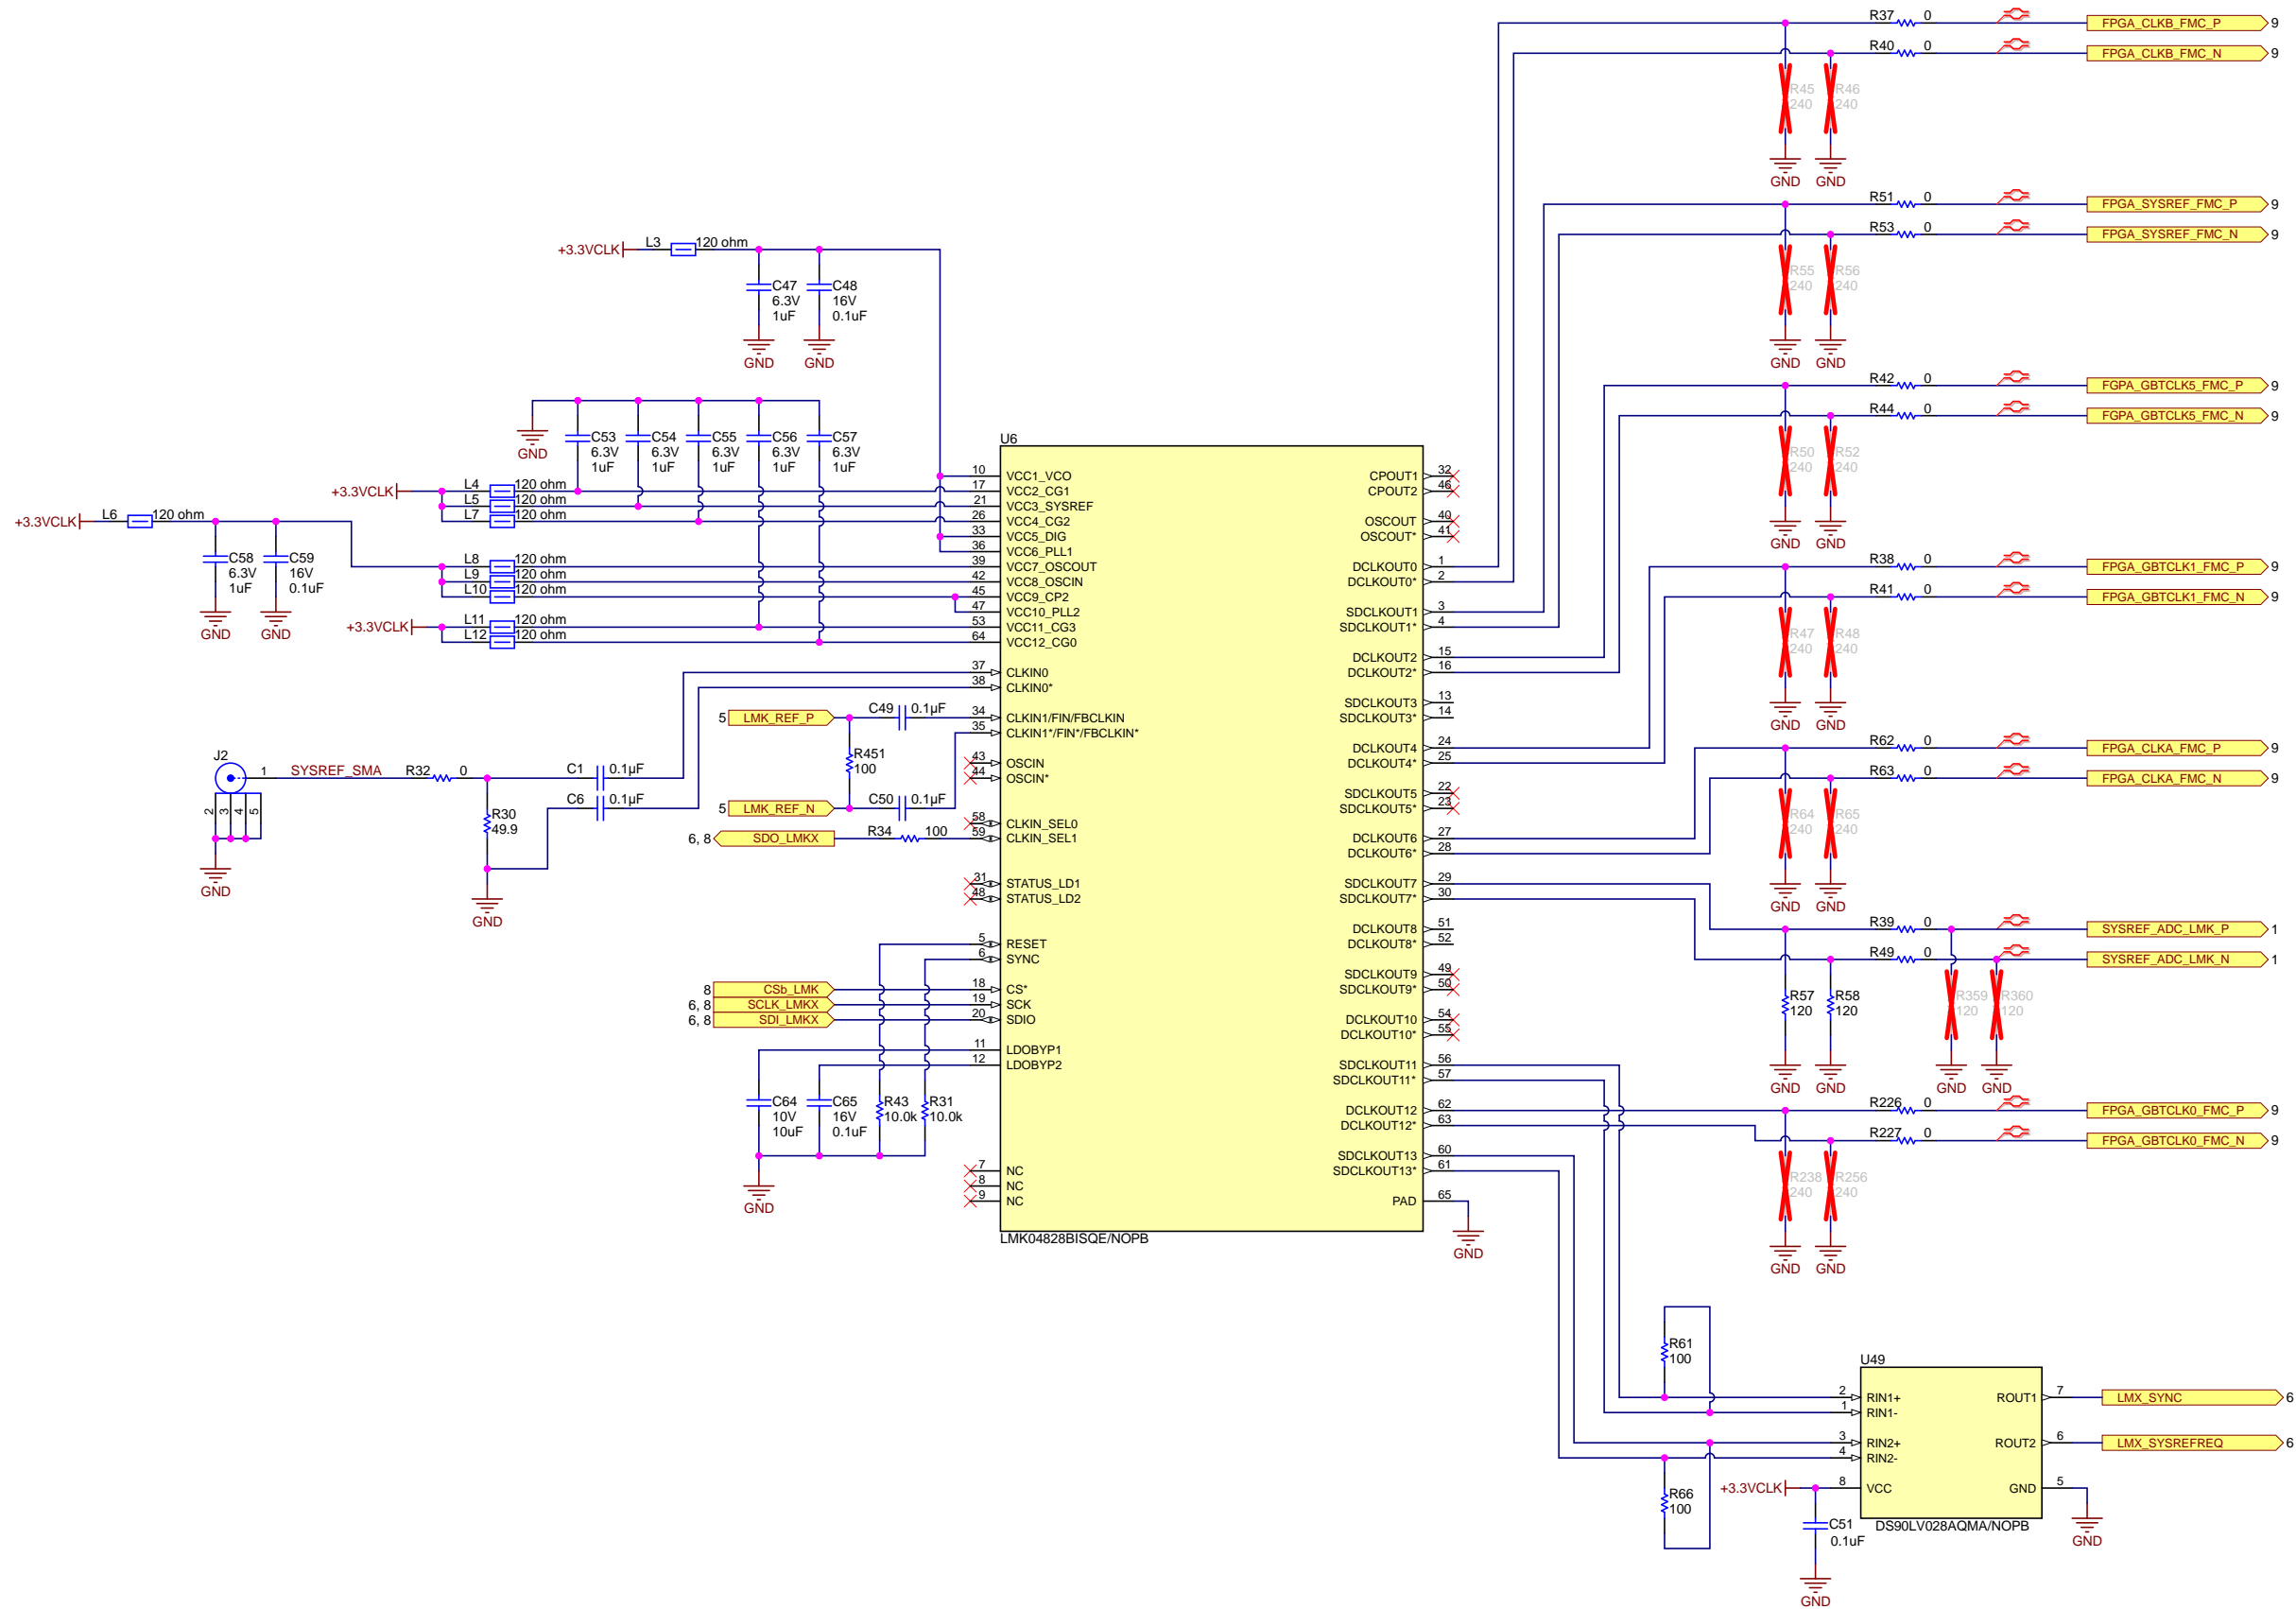 R37 0 FPGA_CLKB_FMC_P 9
R40 0 FPGA_CLKB_FMC_N 9
R45 R46
240 240
GND GND
R51 0 FPGA_SYSREF_FMC_P 9
R53 0 FPGA_SYSREF_FMC_N 9
R55 R56
240 240
GND GND
R42 0 FGPA_GBTCLK5_FMC_P 9
R44 0 FGPA_GBTCLK5_FMC_N 9
R50 R52
240 240
GND GND
R38 0 FPGA_GBTCLK1_FMC_P 9
R41 0 FPGA_GBTCLK1_FMC_N 9
R47 R48
240 240
GND GND
R62 0 FPGA_CLKA_FMC_P 9
R63 0 FPGA_CLKA_FMC_N 9
R64 R65
240 240
GND GND
R39 0 SYSREF_ADC_LMK_P 1
R49 0 SYSREF_ADC_LMK_N 1
R57 R58 R359 R360
120 120 120 120
GND GND GND GND
R226 0 FPGA_GBTCLK0_FMC_P 9
R227 0 FPGA_GBTCLK0_FMC_N 9
R238 R256
240 240
GND GND
+3.3VCLK L3 120 ohm
C47 C48
6.3V 16V
1uF 0.1uF
GND GND
GND
C53 C54 C55 C56 C57
6.3V 6.3V 6.3V 6.3V 6.3V
1uF 1uF 1uF 1uF 1uF
+3.3VCLK L4 120 ohm
L5 120 ohm
L7 120 ohm
+3.3VCLK L6 120 ohm
C58 C59
6.3V 16V
1uF 0.1uF
GND GND
L8 120 ohm
L9 120 ohm
L10 120 ohm
+3.3VCLK L11 120 ohm
L12 120 ohm
5 LMK_REF_P C49 0.1µF
R451
100
5 LMK_REF_N C50 0.1µF
J2
1 SYSREF_SMA R32 0
2 3 4 5
GND
C1 0.1µF
C6 0.1µF
R30
49.9
GND
6, 8 SDO_LMKX R34 100
8 CSb_LMK
6, 8 SCLK_LMKX
6, 8 SDI_LMKX
C64 C65 R43 R31
10V 16V 10.0k 10.0k
10uF 0.1uF
GND
U6
10 VCC1_VCO
17 VCC2_CG1
21 VCC3_SYSREF
26 VCC4_CG2
33 VCC5_DIG
36 VCC6_PLL1
39 VCC7_OSCOUT
42 VCC8_OSCIN
45 VCC9_CP2
47 VCC10_PLL2
53 VCC11_CG3
64 VCC12_CG0
37 CLKIN0
38 CLKIN0*
34 CLKIN1/FIN/FBCLKIN
35 CLKIN1*/FIN*/FBCLKIN*
43 OSCIN
44 OSCIN*
58 CLKIN_SEL0
59 CLKIN_SEL1
31 STATUS_LD1
48 STATUS_LD2
5 RESET
6 SYNC
18 CS*
19 SCK
20 SDIO
11 LDOBYP1
12 LDOBYP2
7 NC
8 NC
9 NC
CPOUT1 32
CPOUT2 46
OSCOUT 40
OSCOUT* 41
DCLKOUT0 1
DCLKOUT0* 2
SDCLKOUT1 3
SDCLKOUT1* 4
DCLKOUT2 15
DCLKOUT2* 16
SDCLKOUT3 13
SDCLKOUT3* 14
DCLKOUT4 24
DCLKOUT4* 25
SDCLKOUT5 22
SDCLKOUT5* 23
DCLKOUT6 27
DCLKOUT6* 28
SDCLKOUT7 29
SDCLKOUT7* 30
DCLKOUT8 51
DCLKOUT8* 52
SDCLKOUT9 49
SDCLKOUT9* 50
DCLKOUT10 54
DCLKOUT10* 55
SDCLKOUT11 56
SDCLKOUT11* 57
DCLKOUT12 62
DCLKOUT12* 63
SDCLKOUT13 60
SDCLKOUT13* 61
PAD 65
GND
LMK04828BISQE/NOPB
R61
100
R66
100
U49
2 RIN1+ ROUT1 7 LMX_SYNC 6
1 RIN1-
3 RIN2+ ROUT2 6 LMX_SYSREFREQ 6
4 RIN2-
+3.3VCLK 8 VCC GND 5
DS90LV028AQMA/NOPB
C51
0.1uF
GND
GND